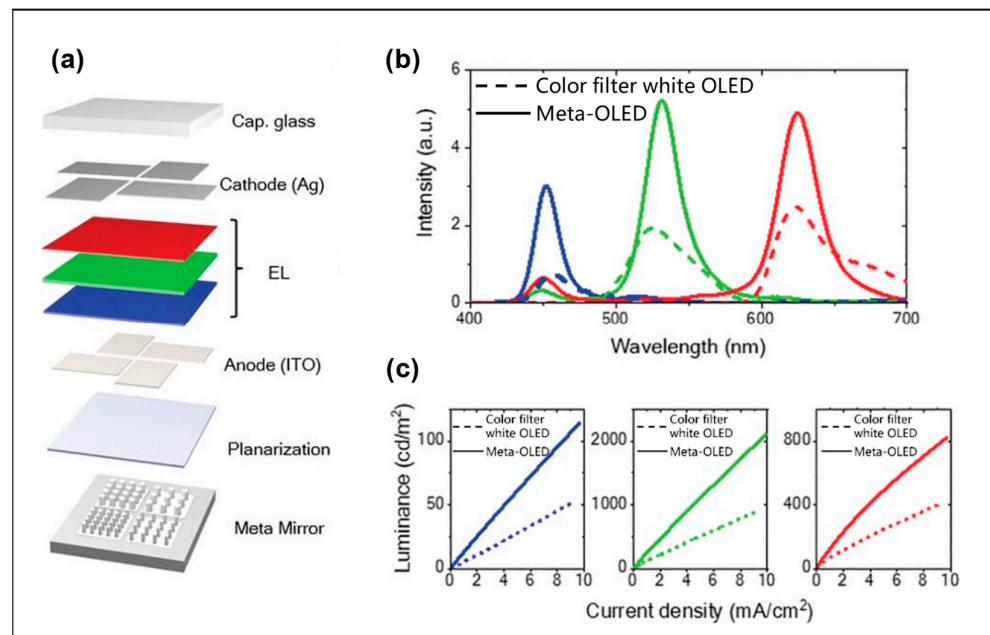 (a)
Cap. glass
Cathode (Ag)
EL
Anode (ITO)
Planarization
Meta Mirror
(b)
6
4
2
0
Intensity (a.u.)
Color filter white OLED
Meta-OLED
400
500
600
700
Wavelength (nm)
(c)
Luminance (cd/m²)
100
50
0
Color filter
white OLED
Meta-OLED
0 2 4 6 8 10
2000
1000
0
Color filter
white OLED
Meta-OLED
0 2 4 6 8 10
800
400
0
Color filter
white OLED
Meta-OLED
0 2 4 6 8 10
Current density (mA/cm²)